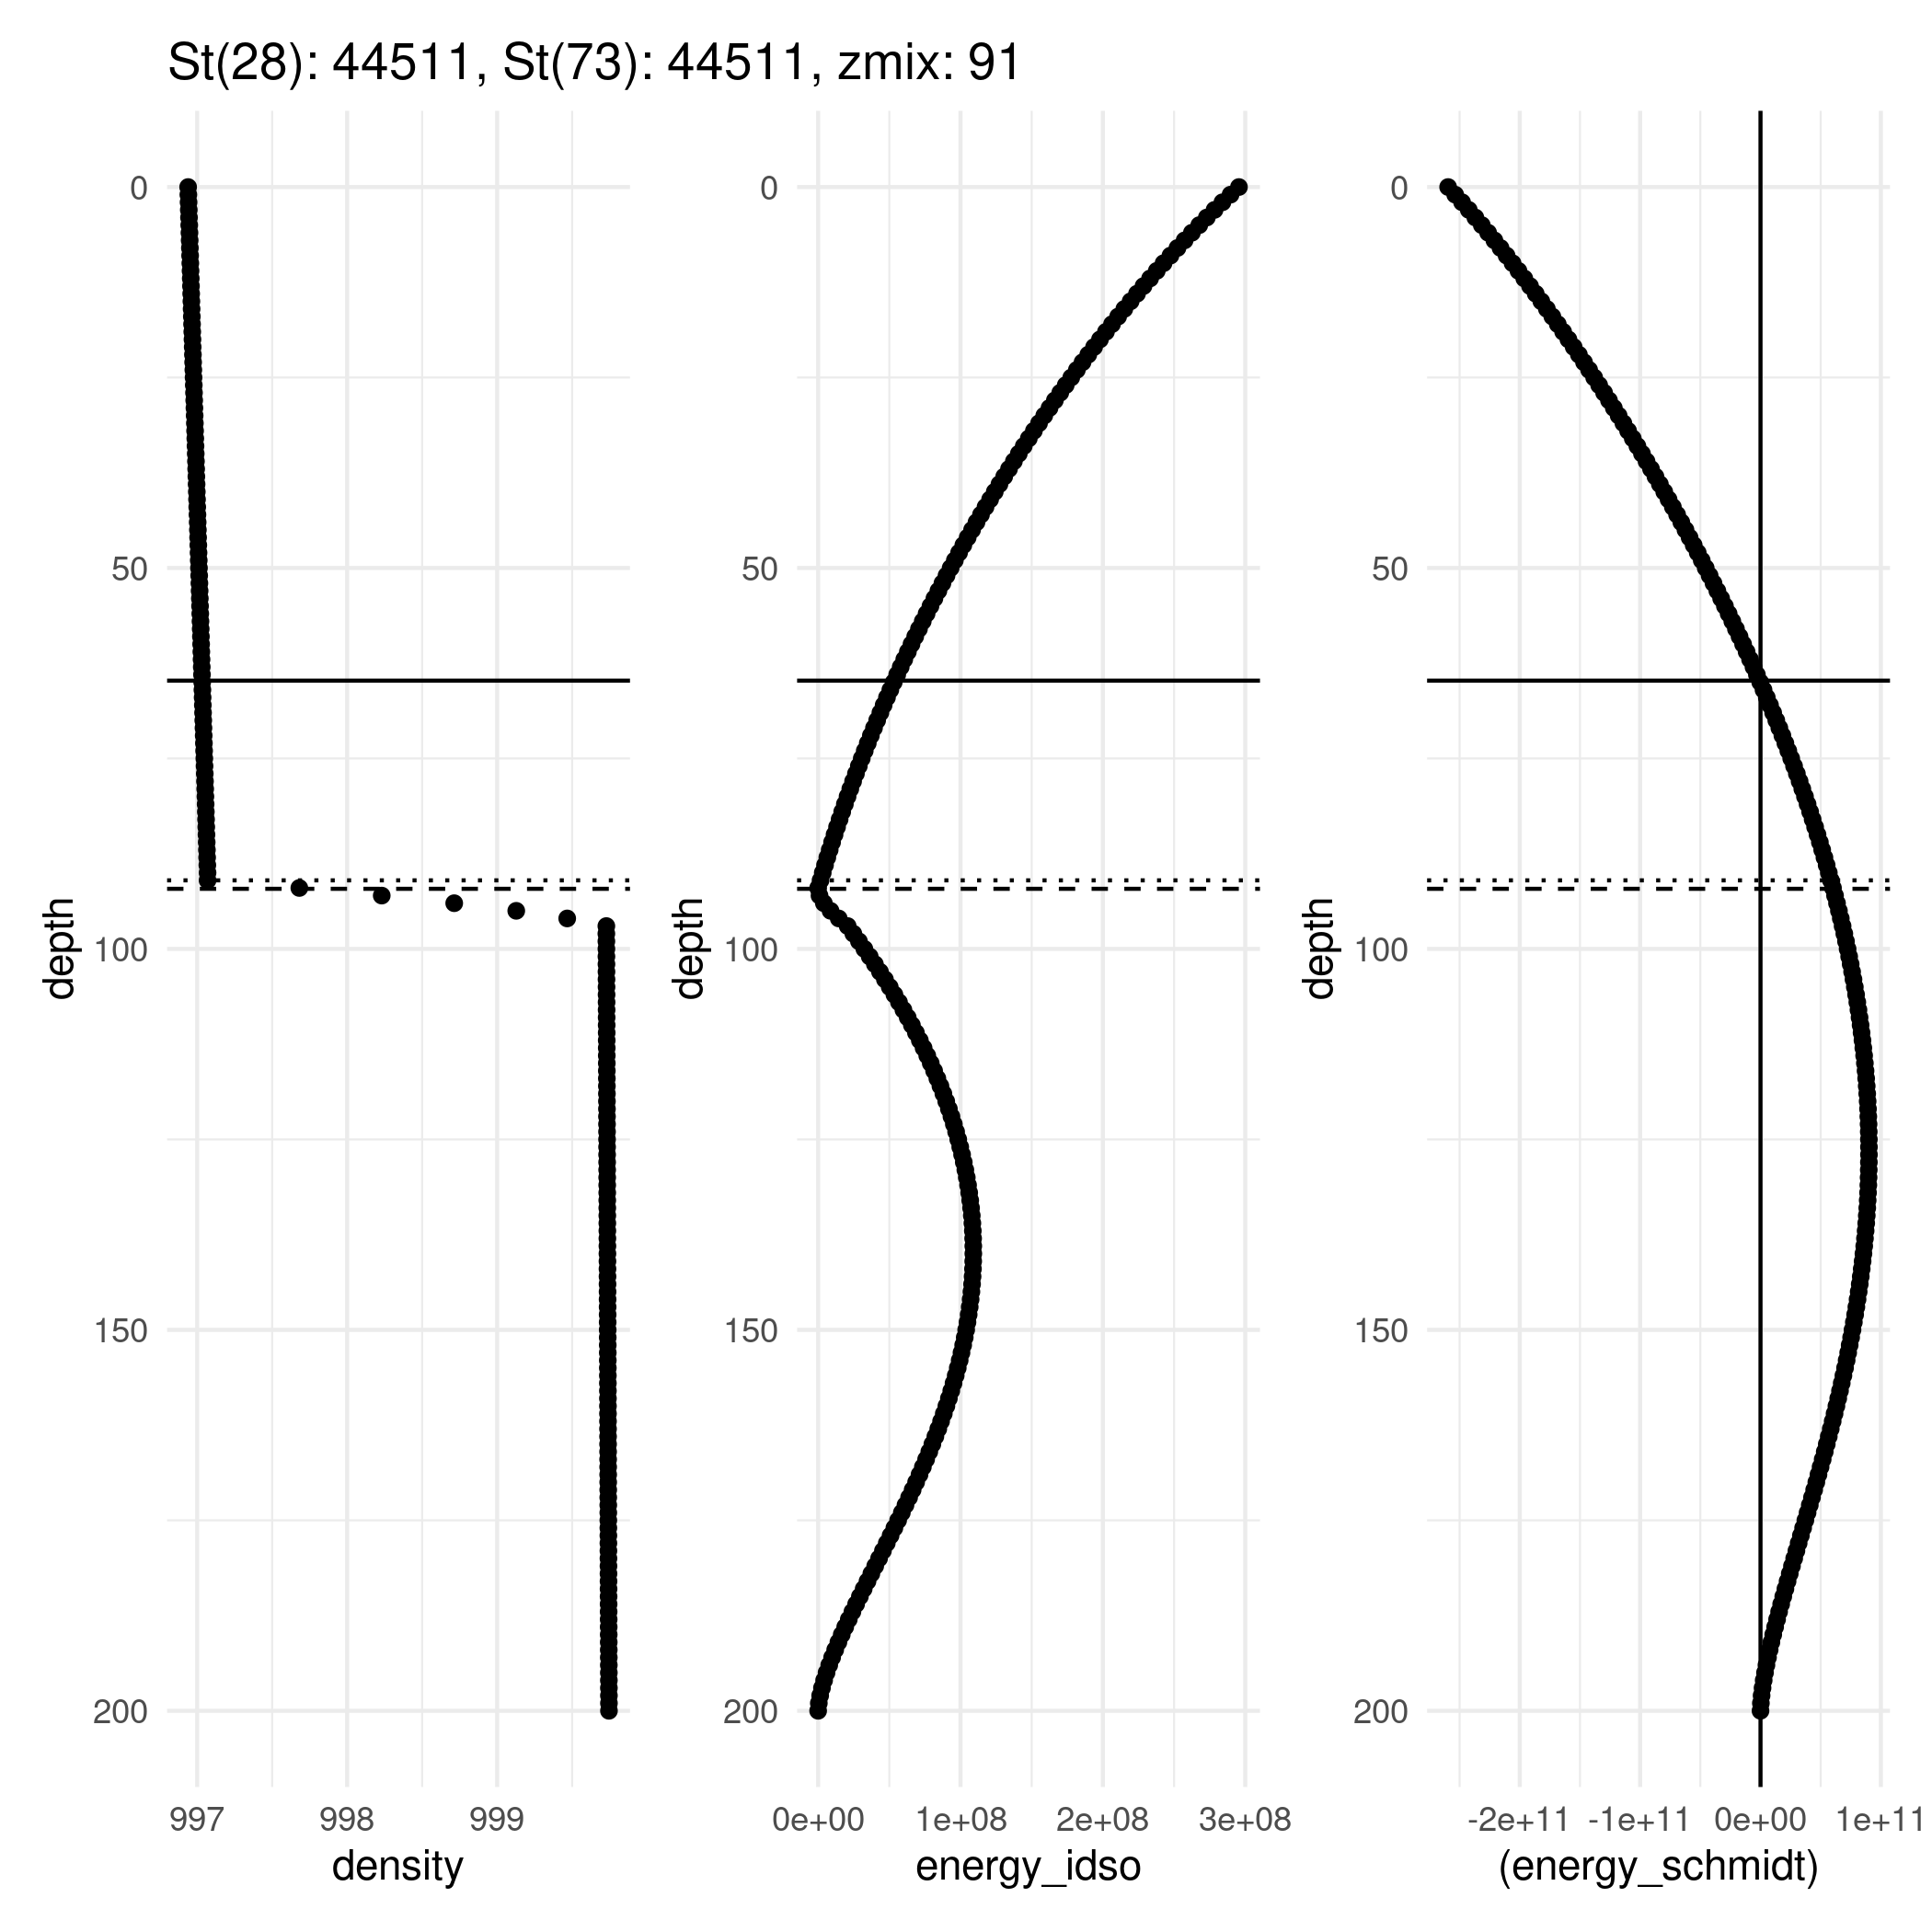 St(28): 44511, St(73): 44511, zmix: 91
depth
0
50
100
150
200
997 998 999
density
depth
0
50
100
150
200
0e+00 1e+08 2e+08 3e+08
energy_idso
depth
0
50
100
150
200
-2e+11 -1e+11 0e+00 1e+11
(energy_schmidt)